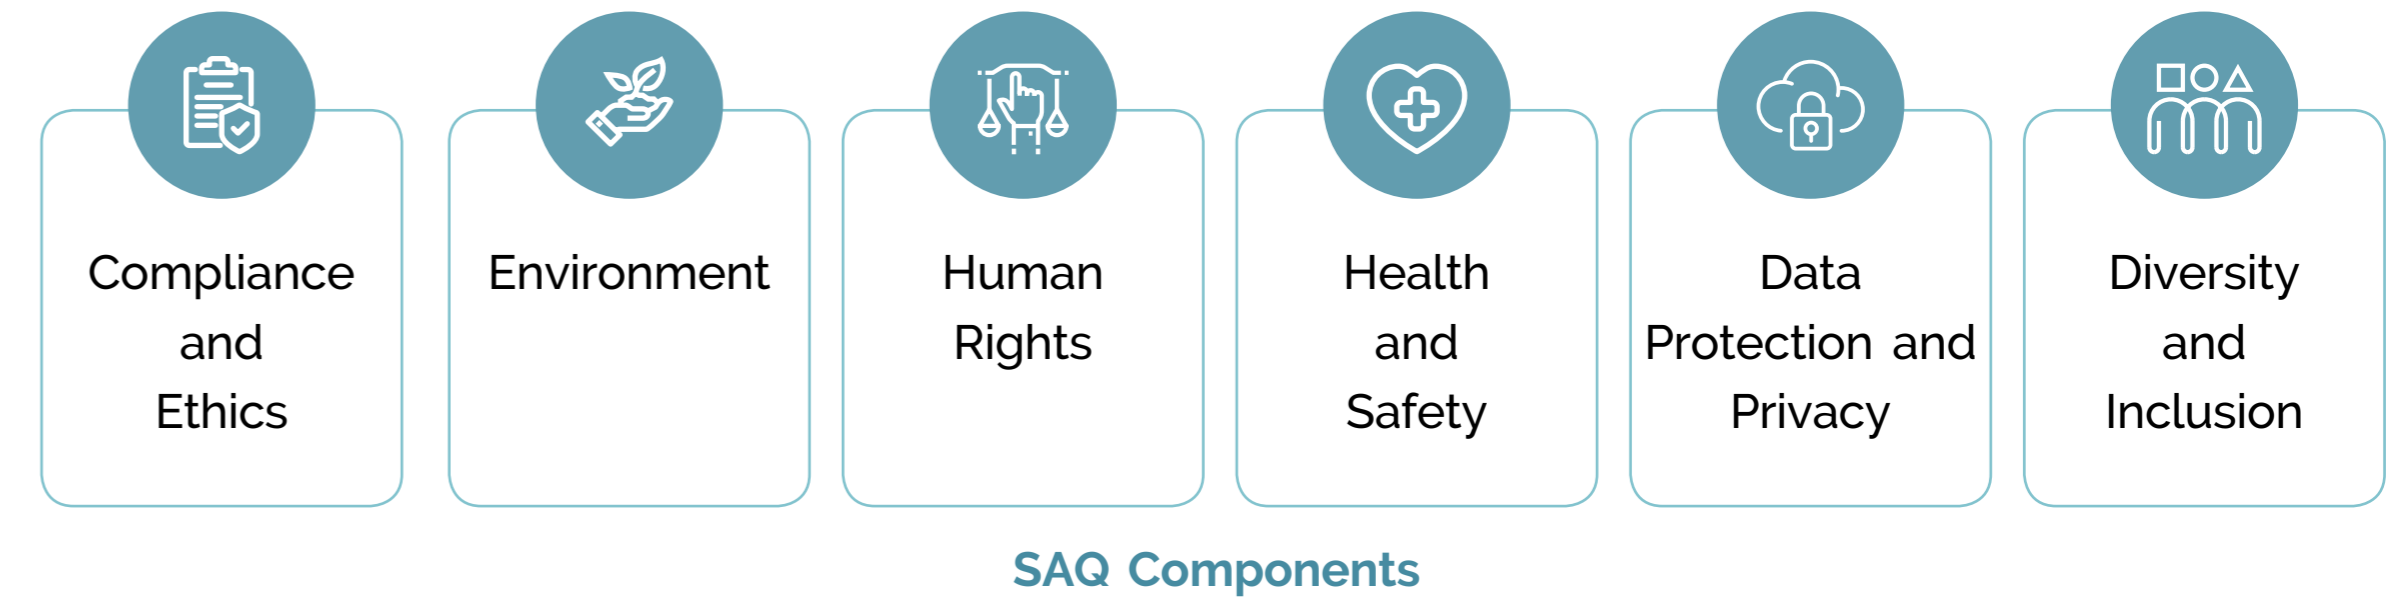 Compliance
and
Ethics
Environment
Human
Rights
Health
and
Safety
Data
Protection and
Privacy
Diversity
and
Inclusion
SAQ Components